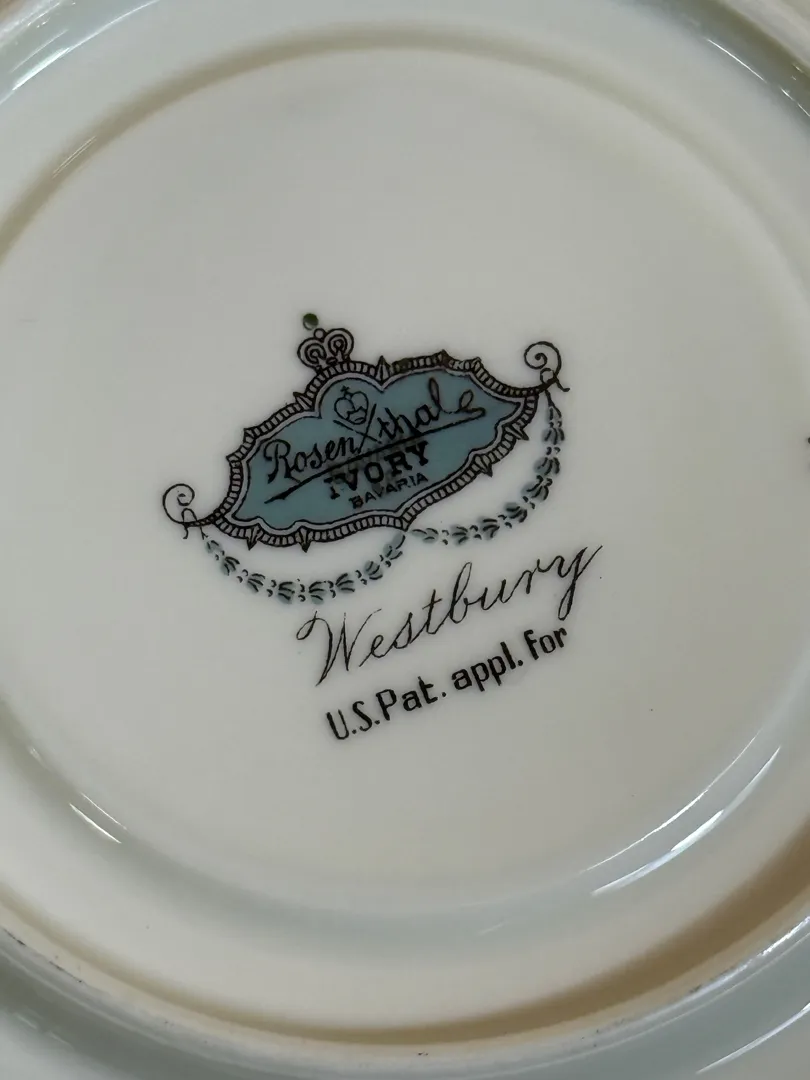 Rosenthal
IVORY
BAVARIA
Westbury
U.S.Pat. appl. for